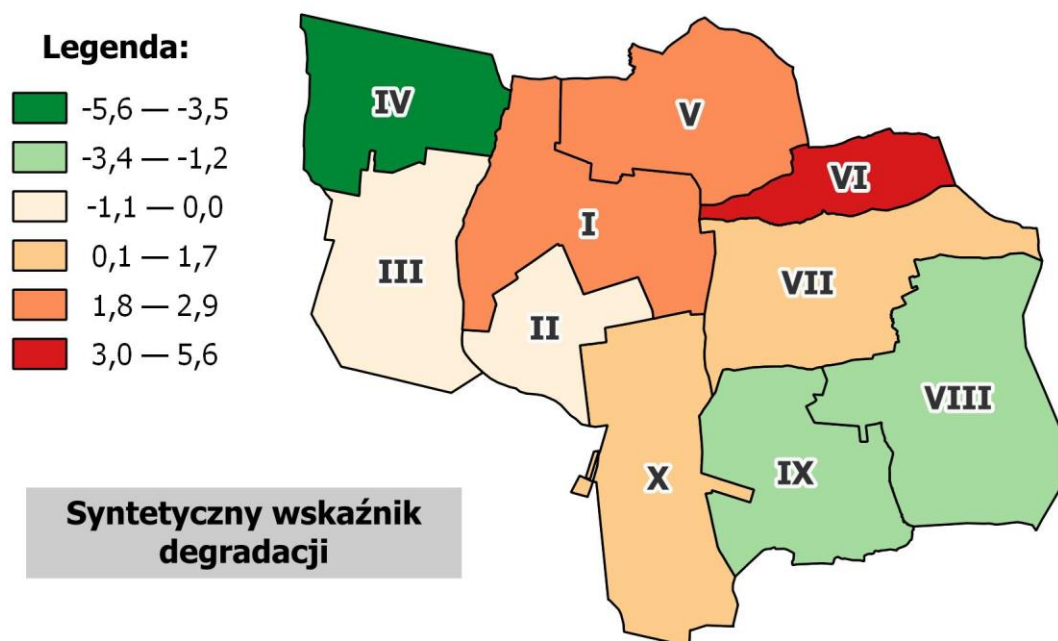 Legenda:
-5,6 — -3,5
-3,4 — -1,2
-1,1 — 0,0
0,1 — 1,7
1,8 — 2,9
3,0 — 5,6
IV
V
VI
I
III
VII
II
VIII
IX
X
Syntetyczny wskaźnik
degradacji